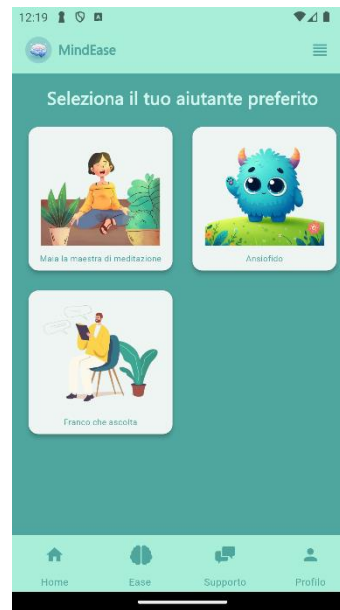 12:19
MindEase
Seleziona il tuo aiutante preferito
Maia la maestra di meditazione
Ansiofido
Franco che ascolta
Home
Ease
Supporto
Profilo